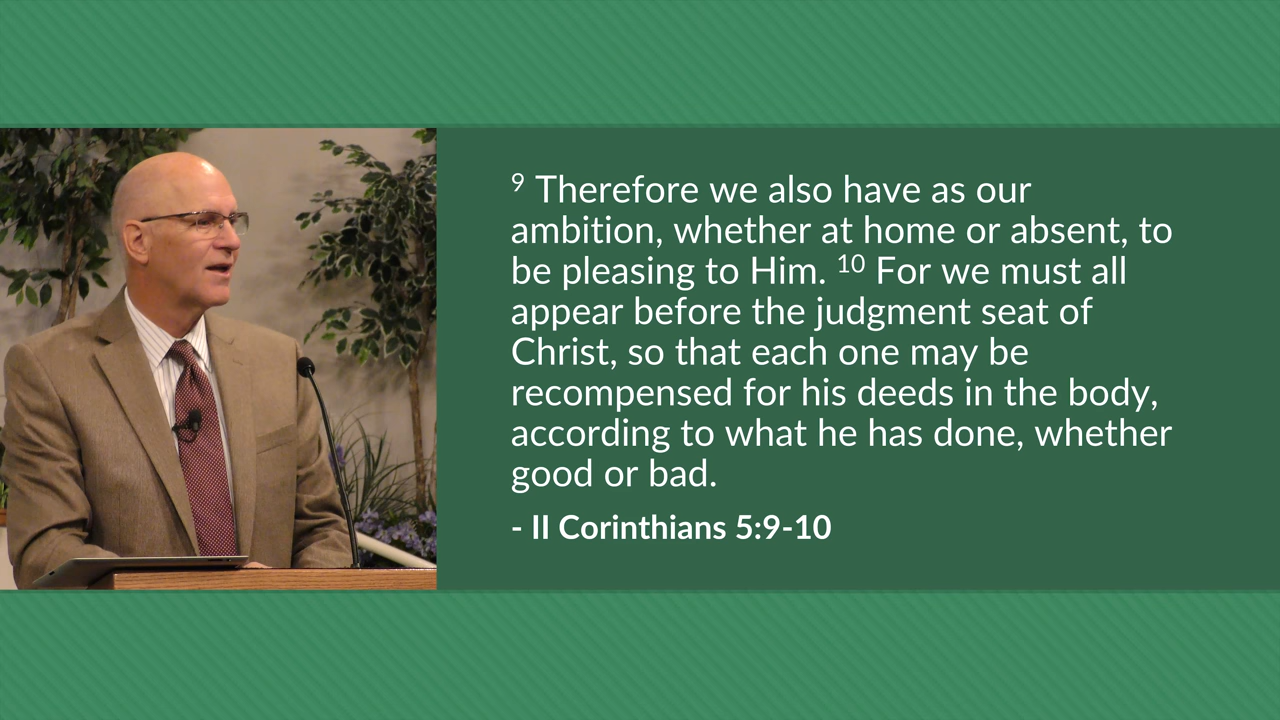 ⁹ Therefore we also have as our
ambition, whether at home or absent, to
be pleasing to Him. ¹⁰ For we must all
appear before the judgment seat of
Christ, so that each one may be
recompensed for his deeds in the body,
according to what he has done, whether
good or bad.
- II Corinthians 5:9-10